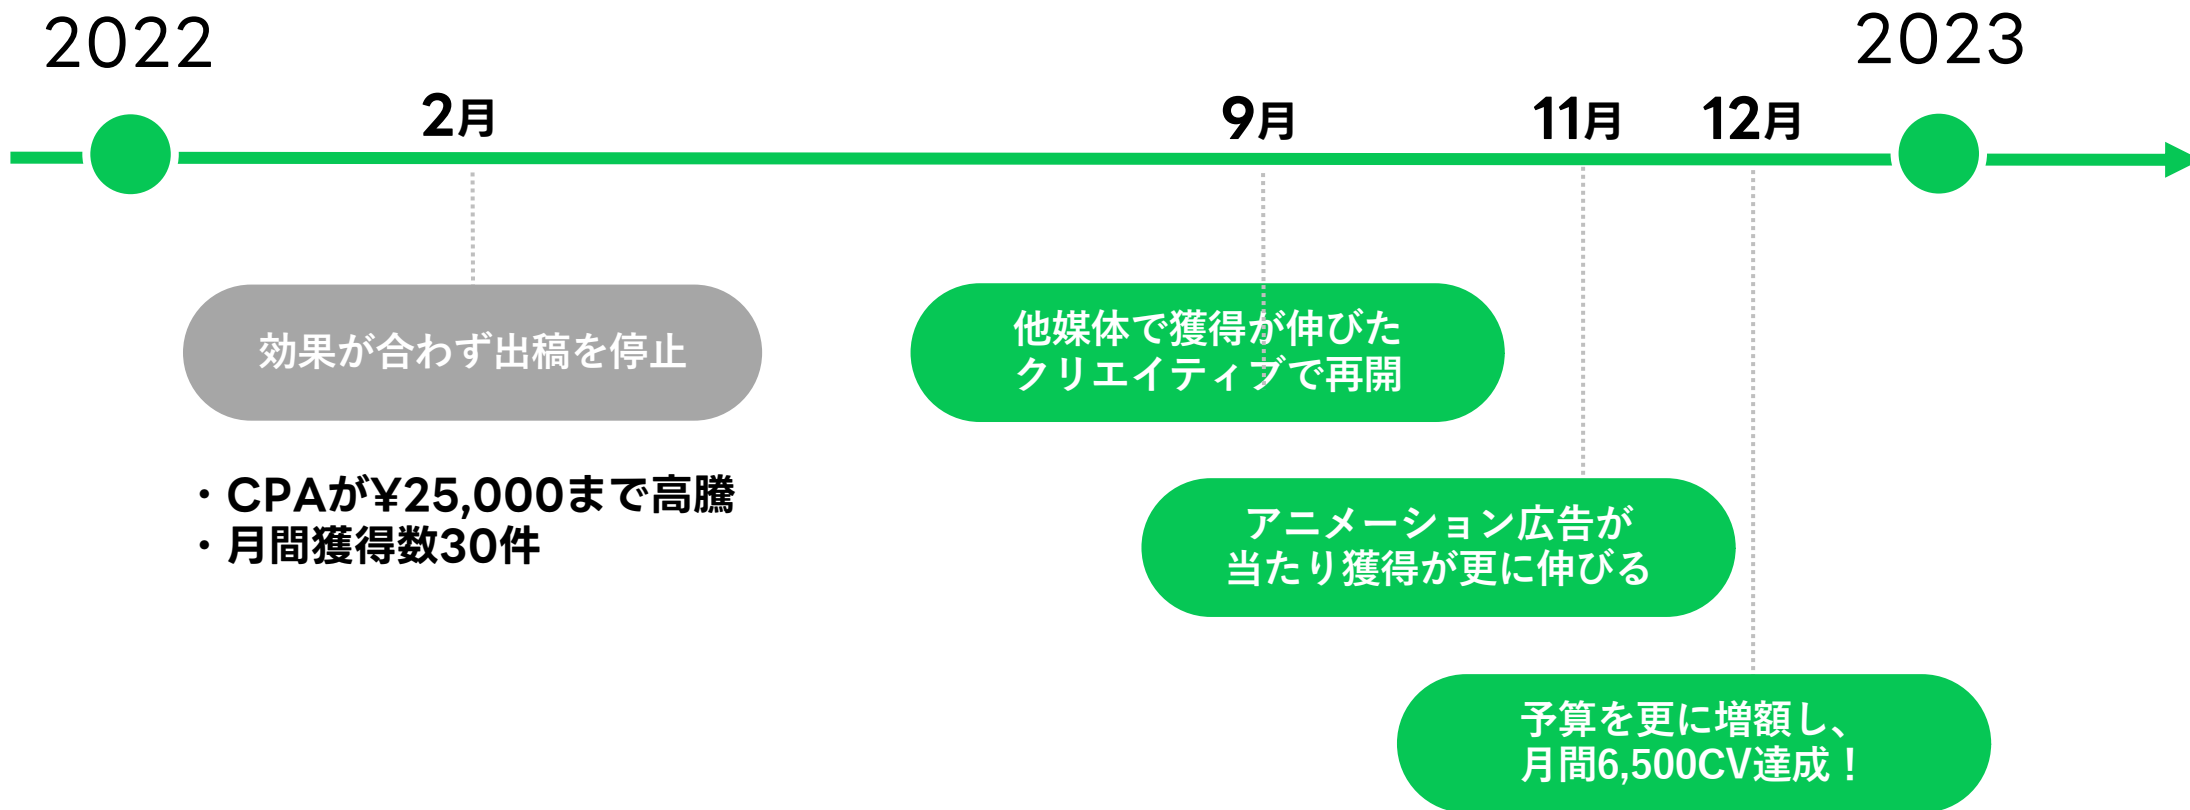 2022
2023
2月
9月
11月
12月
効果が合わず出稿を停止
・CPAが¥25,000まで高騰
・月間獲得数30件
他媒体で獲得が伸びた
クリエイティブで再開
アニメーション広告が
当たり獲得が更に伸びる
予算を更に増額し、
月間6,500CV達成！